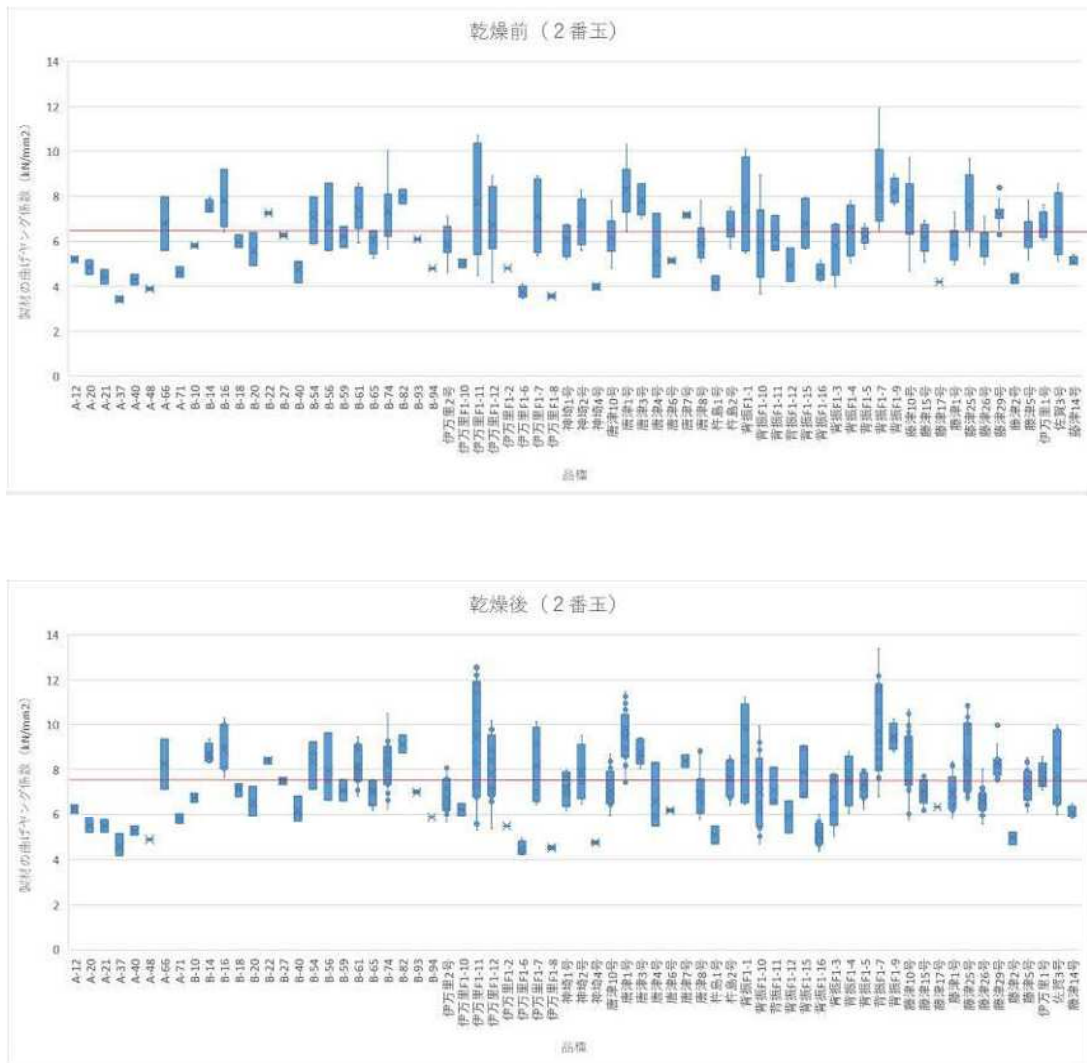 乾燥前（２番玉）
製材の曲げヤング係数（kN/mm2）
14
12
10
8
6
4
2
0
A-12
A-20
A-21
A-37
A-40
A-48
A-66
A-71
B-10
B-14
B-16
B-18
B-20
B-22
B-27
B-40
B-54
B-56
B-59
B-61
B-65
B-74
B-82
B-93
B-94
伊万里2号
伊万里F1-10
伊万里F1-11
伊万里F1-12
伊万里F1-2
伊万里F1-6
伊万里F1-7
伊万里F1-8
神埼1号
神埼2号
神埼4号
唐津10号
唐津1号
唐津3号
唐津4号
唐津6号
唐津7号
唐津8号
杵島1号
杵島2号
背振F1-1
背振F1-10
背振F1-11
背振F1-12
背振F1-15
背振F1-16
背振F1-3
背振F1-4
背振F1-5
背振F1-7
背振F1-9
藤津10号
藤津15号
藤津17号
藤津1号
藤津25号
藤津26号
藤津29号
藤津2号
藤津5号
伊万里1号
佐賀3号
藤津14号
品種
乾燥後（２番玉）
製材の曲げヤング係数（kN/mm2）
14
12
10
8
6
4
2
0
A-12
A-20
A-21
A-37
A-40
A-48
A-66
A-71
B-10
B-14
B-16
B-18
B-20
B-22
B-27
B-40
B-54
B-56
B-59
B-61
B-65
B-74
B-82
B-93
B-94
伊万里2号
伊万里F1-10
伊万里F1-11
伊万里F1-12
伊万里F1-2
伊万里F1-6
伊万里F1-7
伊万里F1-8
神埼1号
神埼2号
神埼4号
唐津10号
唐津1号
唐津3号
唐津4号
唐津6号
唐津7号
唐津8号
杵島1号
杵島2号
背振F1-1
背振F1-10
背振F1-11
背振F1-12
背振F1-15
背振F1-16
背振F1-3
背振F1-4
背振F1-5
背振F1-7
背振F1-9
藤津10号
藤津15号
藤津17号
藤津1号
藤津25号
藤津26号
藤津29号
藤津2号
藤津5号
伊万里1号
佐賀3号
藤津14号
品種